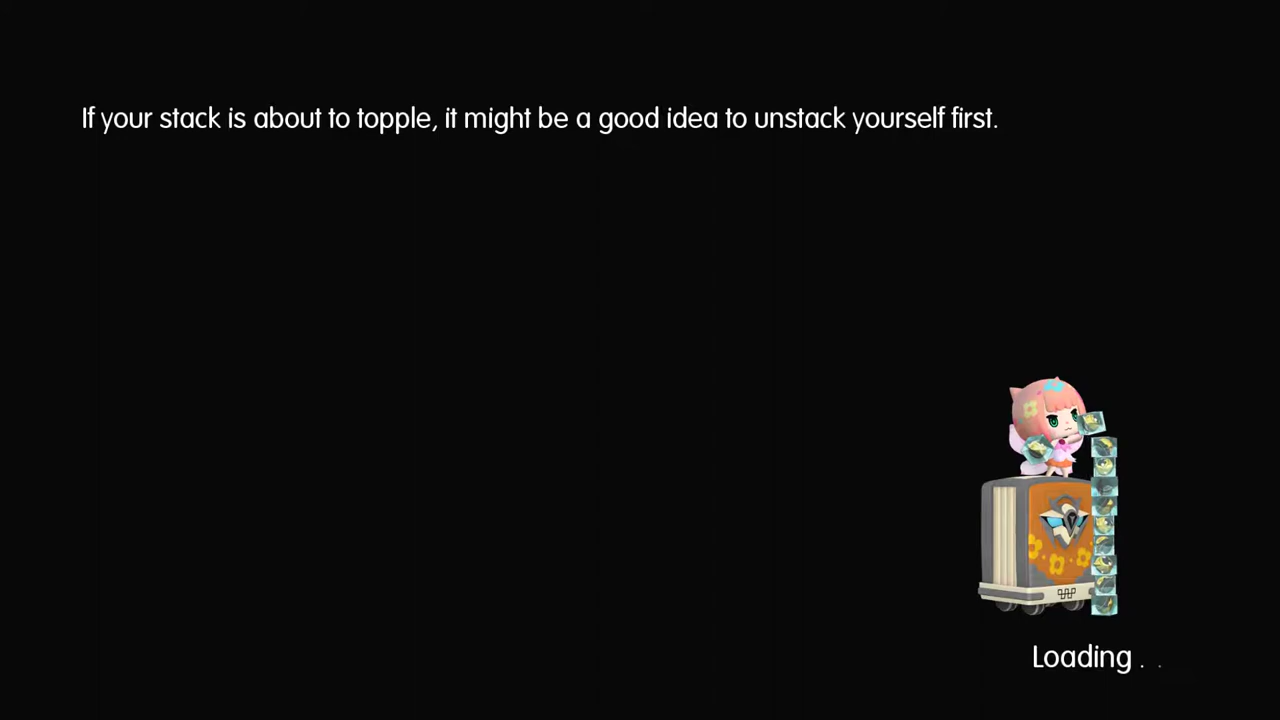 If your stack is about to topple, it might be a good idea to unstack yourself first.
Loading . .